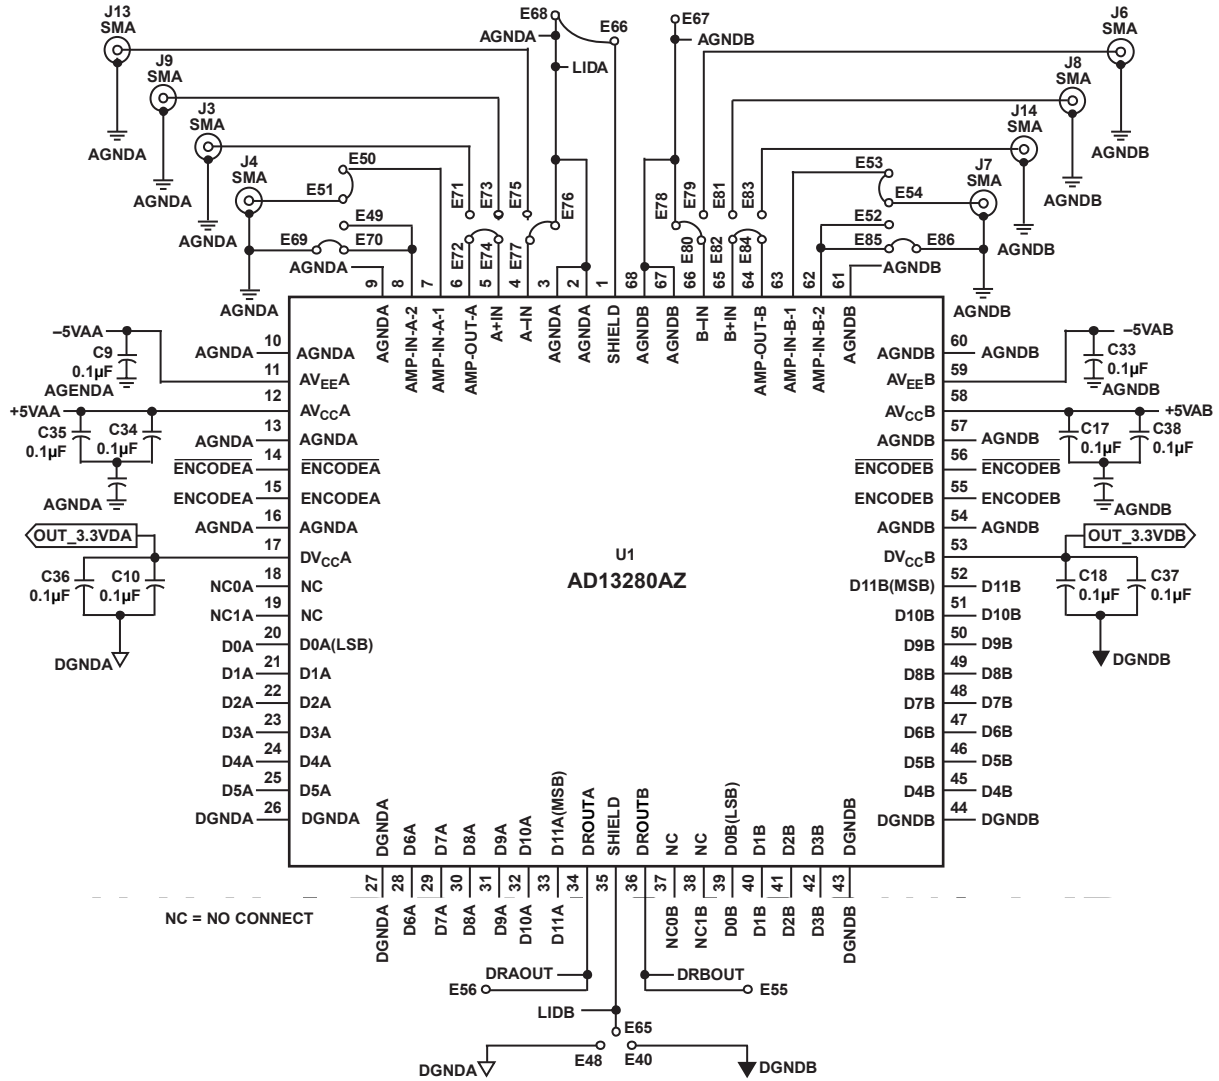 J13
SMA
E68
E66
E67
J6
SMA
AGNDA
AGNDB
J9
SMA
LIDA
J8
SMA
J3
SMA
J14
SMA
AGNDA
AGNDB
J4
SMA
E50
E51
E53
E54
J7
SMA
AGNDA
AGNDB
E71
E73
E75
E76
E78
E79
E81
E83
E49
E52
AGNDA
AGNDB
E69
E70
E72
E74
E77
E80
E82
E84
E85
E86
AGNDA
AGNDB
AGNDA
AGNDB
9
8
7
6
5
4
3
2
1
68
67
66
65
64
63
62
61
AGNDA
AMP-IN-A-2
AMP-IN-A-1
AMP-OUT-A
A+IN
A–IN
AGNDA
AGNDA
SHIELD
AGNDB
AGNDB
B–IN
B+IN
AMP-OUT-B
AMP-IN-B-1
AMP-IN-B-2
AGNDB
–5VAA
C9
0.1µF
AGENDA
+5VAA
C35
0.1µF
C34
0.1µF
AGNDA
OUT_3.3VDA
C36
0.1µF
C10
0.1µF
DGNDA
AGNDA 10 AGNDA
11 AVEEA
12 AVCCA
AGNDA 13 AGNDA
ENCODEA 14 ENCODEA
ENCODEA 15 ENCODEA
AGNDA 16 AGNDA
17 DVCCA
NC0A 18 NC
NC1A 19 NC
D0A 20 D0A(LSB)
D1A 21 D1A
D2A 22 D2A
D3A 23 D3A
D4A 24 D4A
D5A 25 D5A
DGNDA 26 DGNDA
U1
AD13280AZ
AGNDB 60 AGNDB
AVEEB 59
AVCCB 58
AGNDB 57 AGNDB
ENCODEB 56 ENCODEB
ENCODEB 55 ENCODEB
AGNDB 54 AGNDB
DVCCB 53
D11B(MSB) 52 D11B
D10B 51 D10B
D9B 50 D9B
D8B 49 D8B
D7B 48 D7B
D6B 47 D6B
D5B 46 D5B
D4B 45 D4B
DGNDB 44 DGNDB
–5VAB
C33
0.1µF
AGNDB
+5VAB
C17
0.1µF
C38
0.1µF
AGNDB
OUT_3.3VDB
C18
0.1µF
C37
0.1µF
DGNDB
DGNDA
D6A
D7A
D8A
D9A
D10A
D11A(MSB)
DROUTA
SHIELD
DROUTB
NC
NC
D0B(LSB)
D1B
D2B
D3B
DGNDB
27
28
29
30
31
32
33
34
35
36
37
38
39
40
41
42
43
DGNDA
D6A
D7A
D8A
D9A
D10A
D11A
NC0B
NC1B
D0B
D1B
D2B
D3B
DGNDB
NC = NO CONNECT
DRAOUT
DRBOUT
E56
E55
LIDB
E65
E48
E40
DGNDA
DGNDB